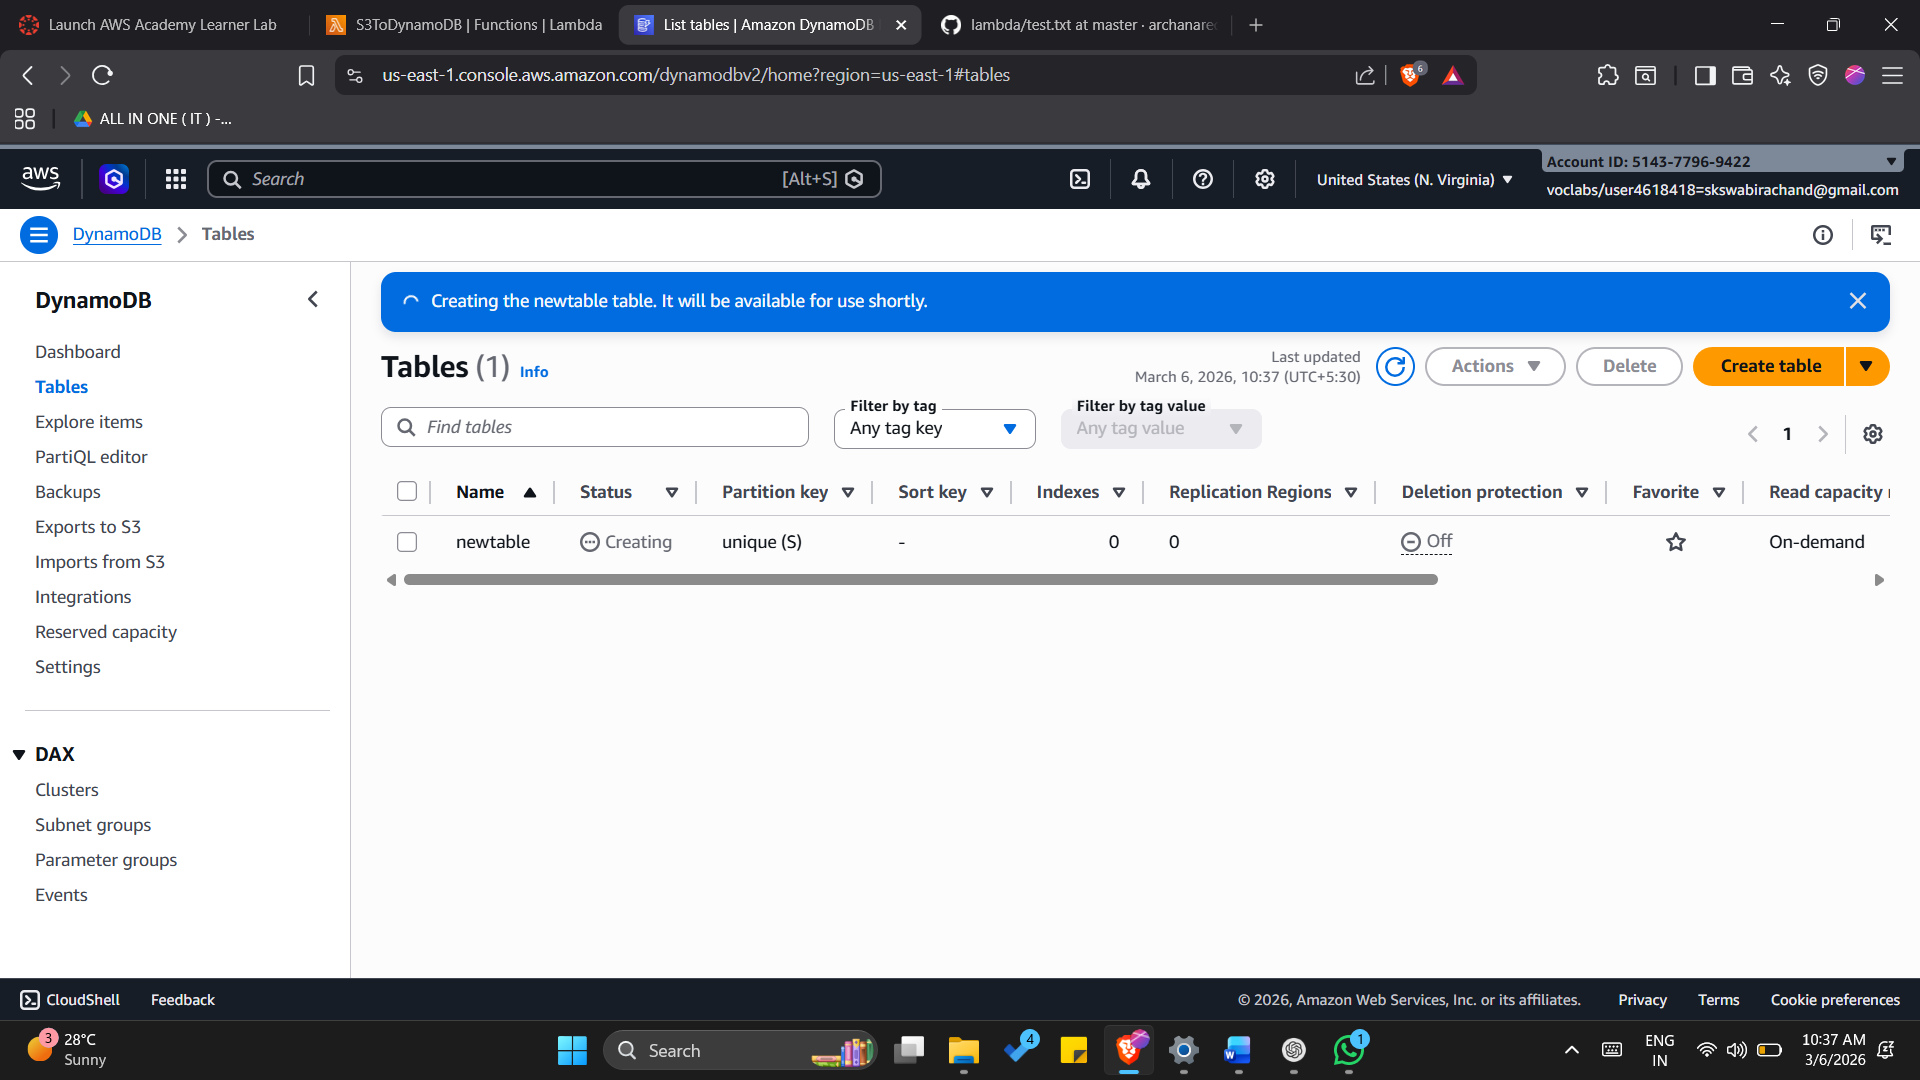 Launch AWS Academy Learner Lab
S3ToDynamoDB | Functions | Lambda
List tables | Amazon DynamoDB
lambda/test.txt at master · archanare
us-east-1.console.aws.amazon.com/dynamodbv2/home?region=us-east-1#tables
6
ALL IN ONE ( IT ) -...
aws
Search
[Alt+S]
United States (N. Virginia)
Account ID: 5143-7796-9422
voclabs/user4618418=skswabirachand@gmail.com
DynamoDB
Tables
DynamoDB
Dashboard
Tables
Explore items
PartiQL editor
Backups
Exports to S3
Imports from S3
Integrations
Reserved capacity
Settings
DAX
Clusters
Subnet groups
Parameter groups
Events
Creating the newtable table. It will be available for use shortly.
Tables (1) Info
Last updated
March 6, 2026, 10:37 (UTC+5:30)
Actions
Delete
Create table
Find tables
Filter by tag
Any tag key
Filter by tag value
Any tag value
1
Name Status Partition key Sort key Indexes Replication Regions Deletion protection Favorite Read capacity
newtable Creating unique (S) - 0 0 Off On-demand
CloudShell Feedback
© 2026, Amazon Web Services, Inc. or its affiliates. Privacy Terms Cookie preferences
3
28°C
Sunny
Search
4
W
1
ENG
IN
10:37 AM
3/6/2026